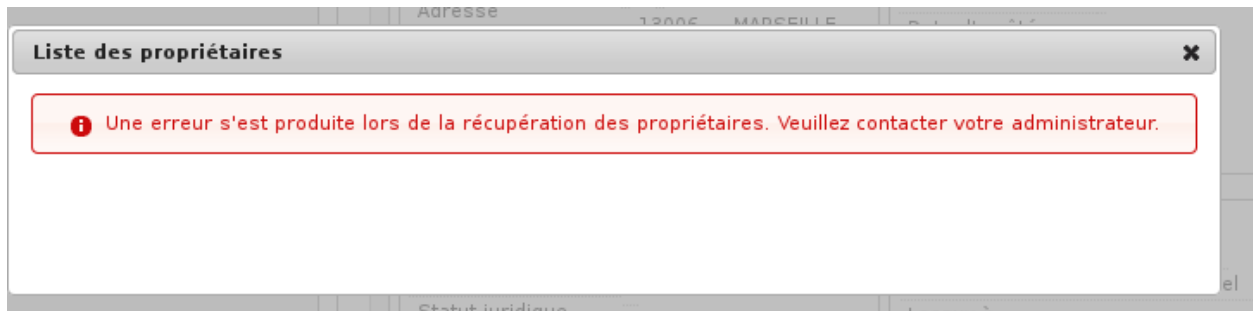 Adresse
13006 MARSEILLE
Liste des propriétaires
Une erreur s'est produite lors de la récupération des propriétaires. Veuillez contacter votre administrateur.
el
Statut juridique